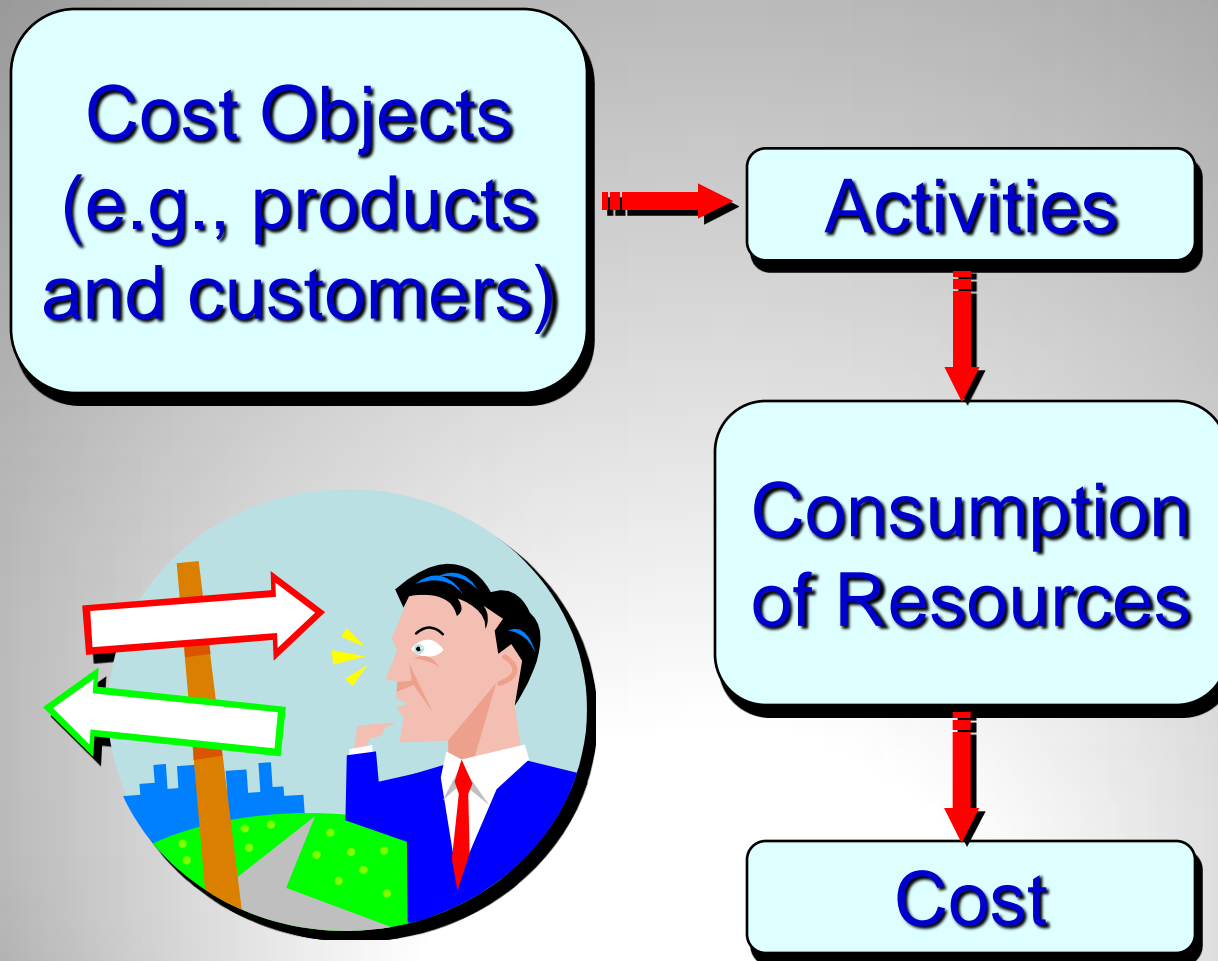 Cost Objects
(e.g., products
and customers)
Activities
Consumption
of Resources
Cost